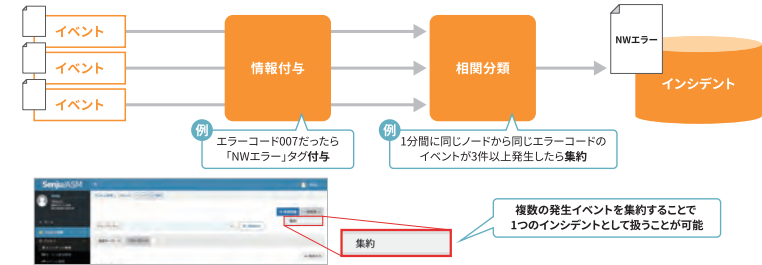 イベント
イベント
イベント
情報付与
相関分類
NWエラー
インシデント
例
エラーコード007だったら
「NWエラー」タグ付与
例
1分間に同じノードから同じエラーコードの
イベントが3件以上発生したら集約
Senju/ASM
集約
複数の発生イベントを集約することで
1つのインシデントとして扱うことが可能